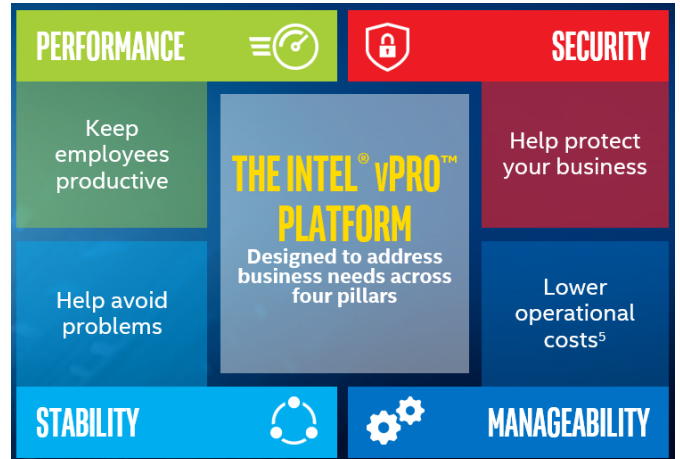 PERFORMANCE
SECURITY
Keep
employees
productive
THE INTEL® vPRO™
PLATFORM
Designed to address
business needs across
four pillars
Help protect
your business
Help avoid
problems
Lower
operational
costs⁵
STABILITY
MANAGEABILITY